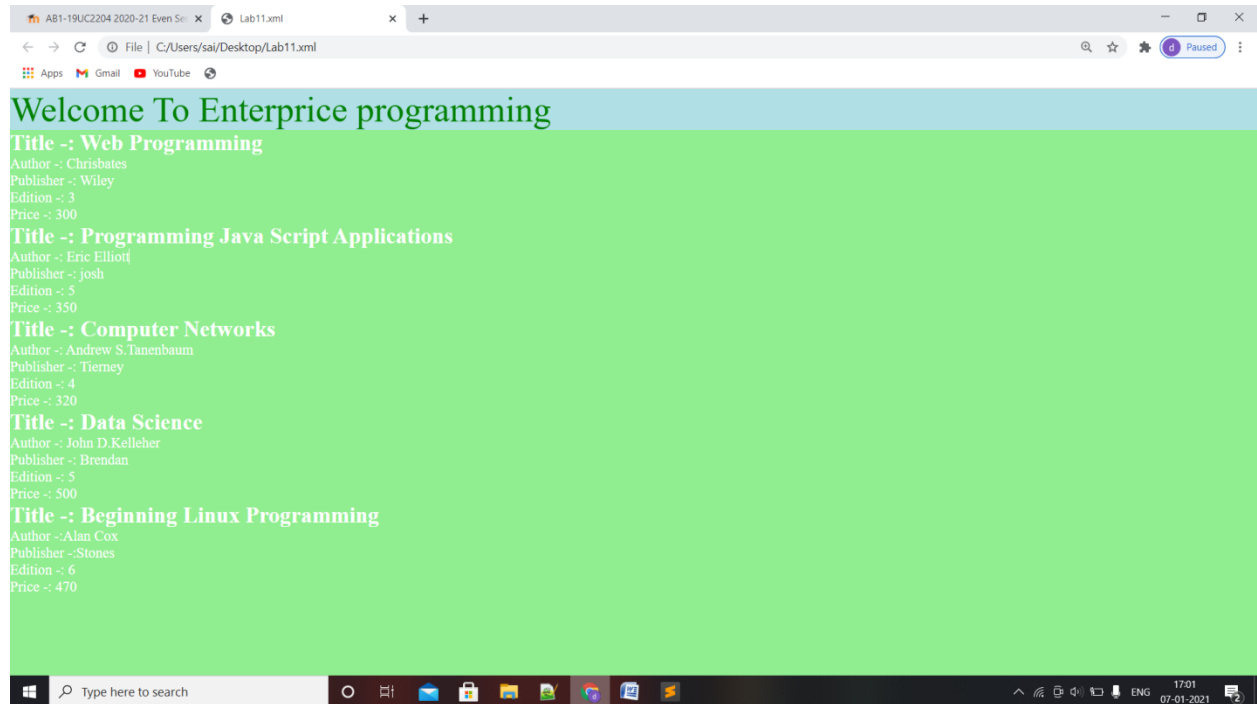 AB1-19UC2204 2020-21 Even Se
Lab11.xml
File | C:/Users/sai/Desktop/Lab11.xml
d Paused
Apps Gmail YouTube
Welcome To Enterprice programming
Title -: Web Programming
Author -: Chrisbates
Publisher -: Wiley
Edition -: 3
Price -: 300
Title -: Programming Java Script Applications
Author -: Eric Elliott
Publisher -: josh
Edition -: 5
Price -: 350
Title -: Computer Networks
Author -: Andrew S.Tanenbaum
Publisher -: Tierney
Edition -: 4
Price -: 320
Title -: Data Science
Author -: John D.Kelleher
Publisher -: Brendan
Edition -: 5
Price -: 500
Title -: Beginning Linux Programming
Author -:Alan Cox
Publisher -:Stones
Edition -: 6
Price -: 470
Type here to search
ENG
17:01
07-01-2021
2